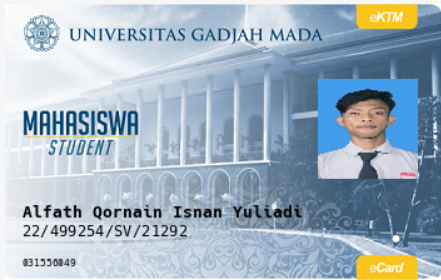 eKTM
UNIVERSITAS GADJAH MADA
MAHASISWA
STUDENT
Alfath Qornain Isnan Yuliadi
22/499254/SV/21292
031550849
eCard